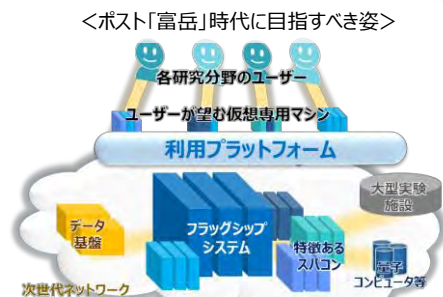 ＜ポスト「富岳」時代に目指すべき姿＞
各研究分野のユーザー
ユーザーが望む仮想専用マシン
利用プラットフォーム
大型実験
施設
データ
基盤
フラッグシップ
システム
特徴ある
スパコン
量子
コンピュータ等
次世代ネットワーク